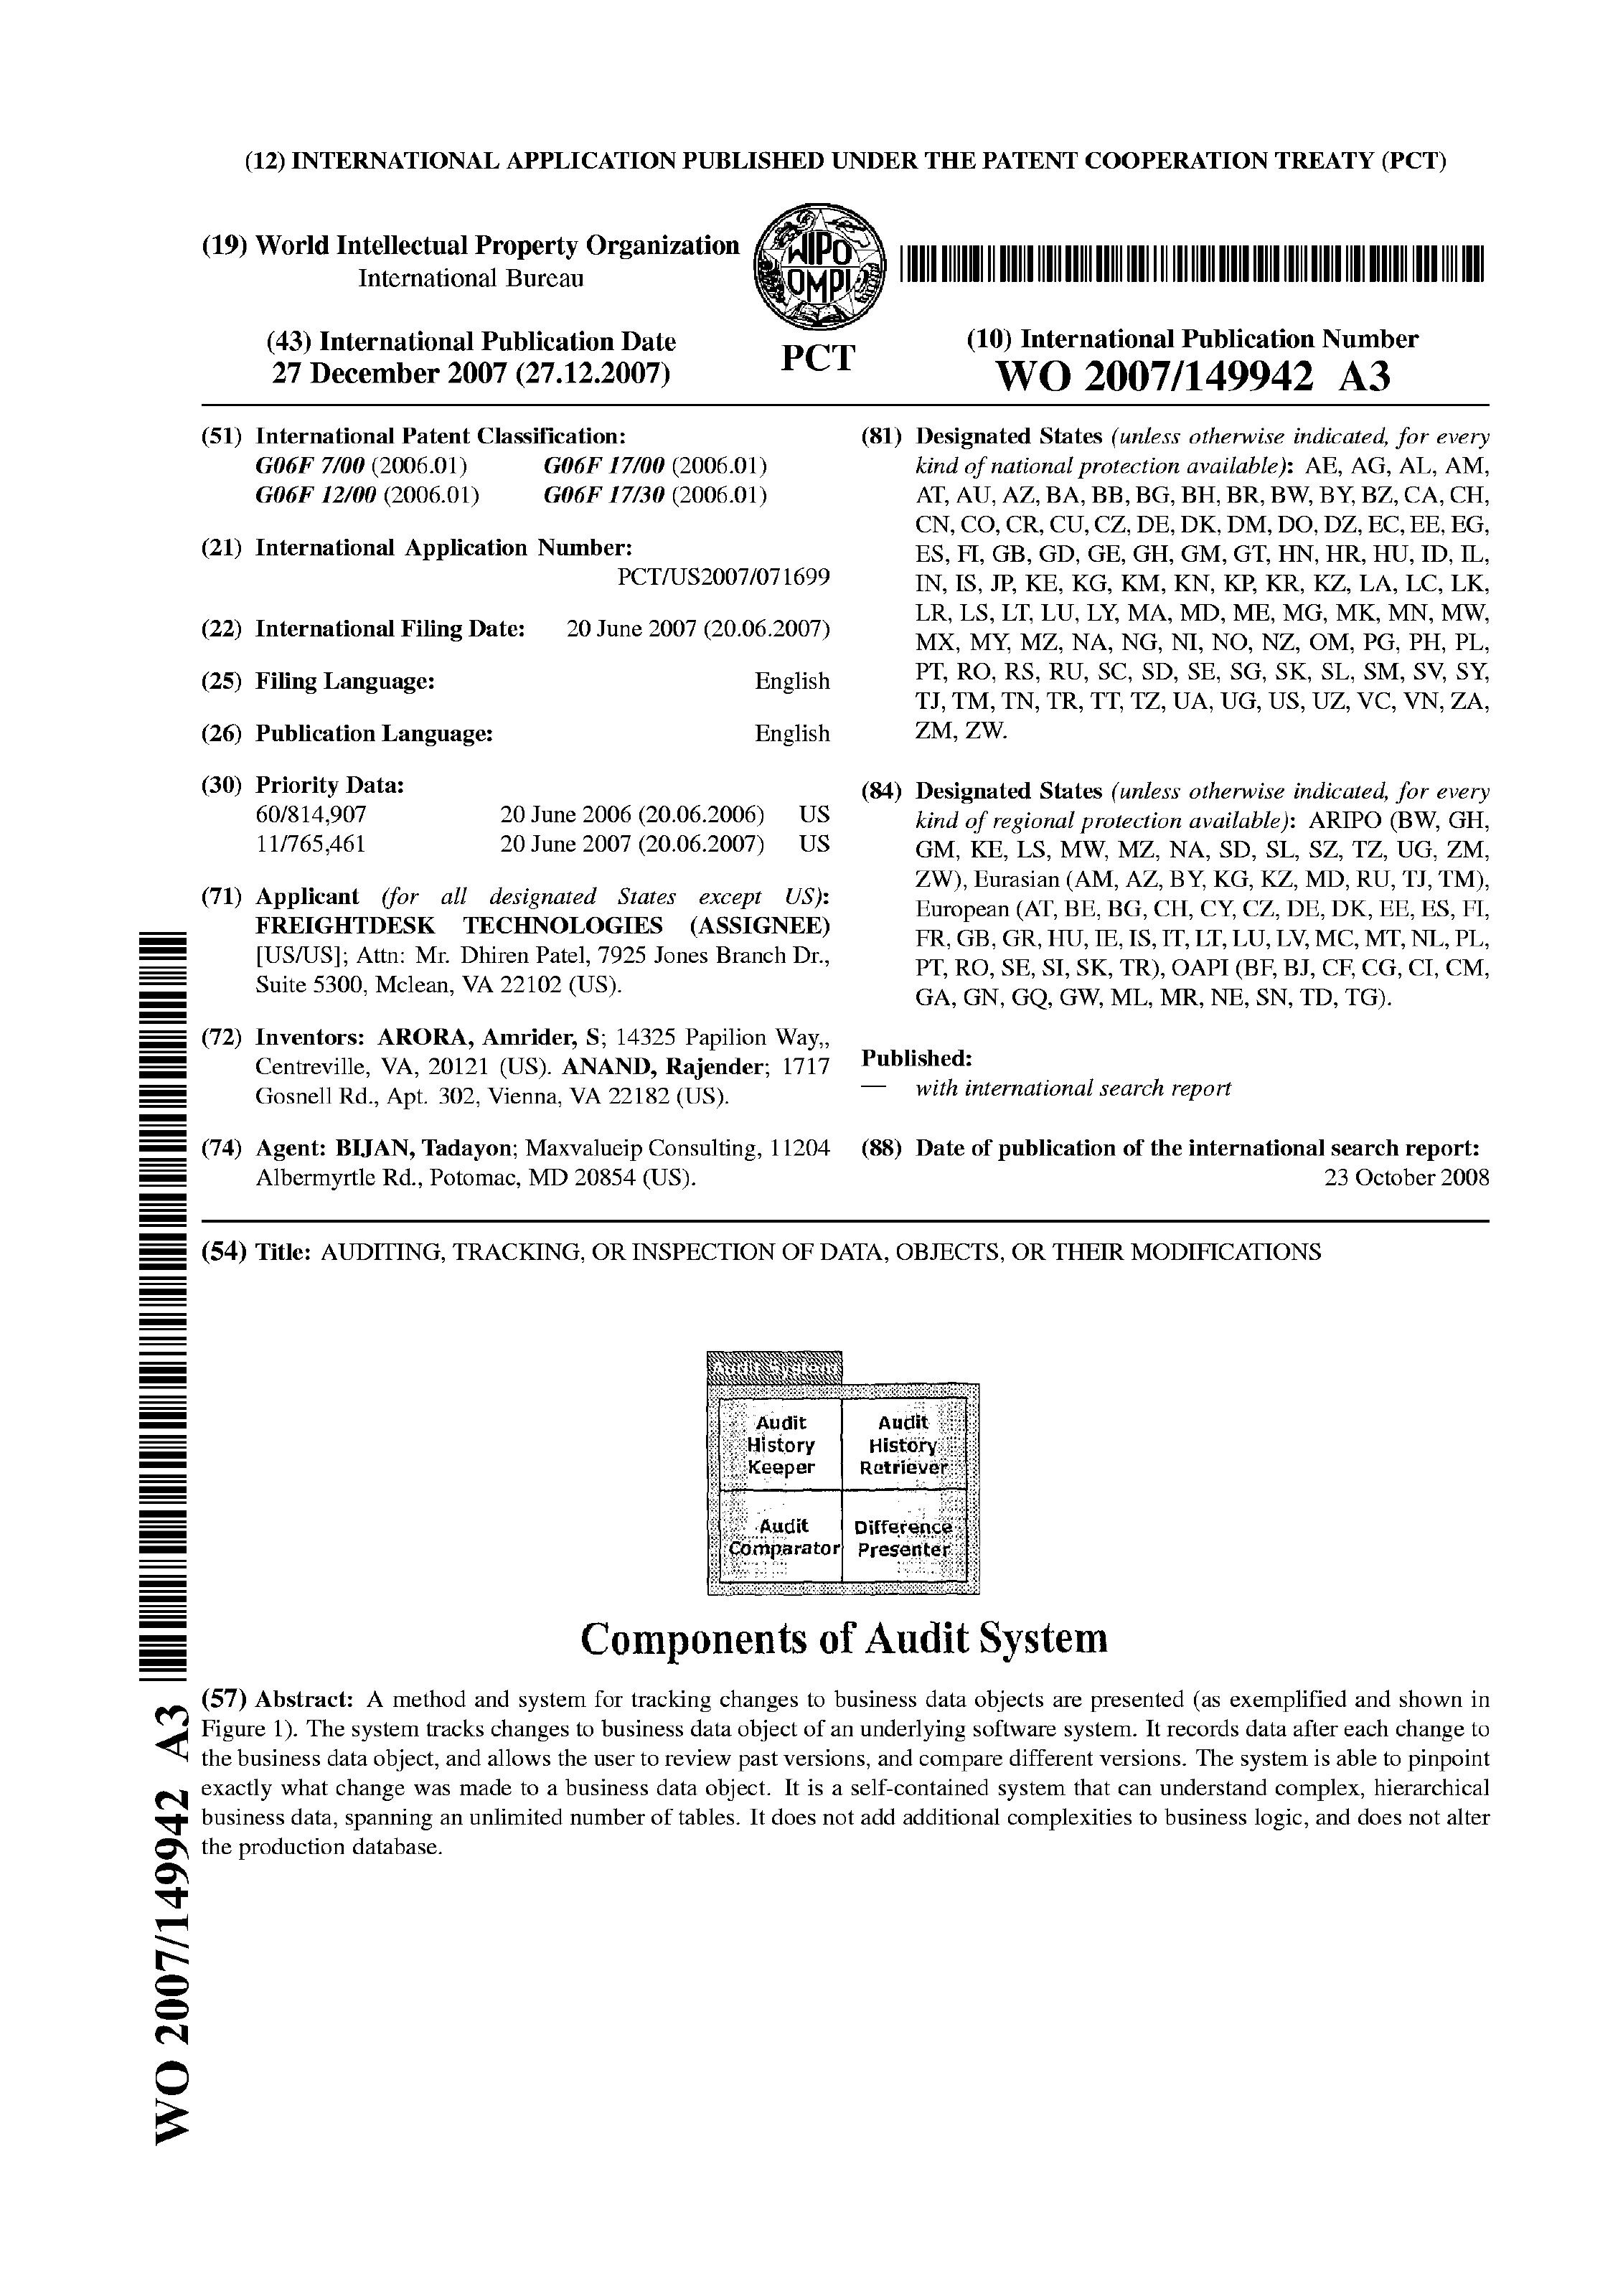 (12) INTERNATIONAL APPLICATION PUBLISHED UNDER THE PATENT COOPERATION TREATY (PCT)
(19) World Intellectual Property Organization
International Bureau
WIPO
OMPI
(43) International Publication Date
27 December 2007 (27.12.2007)
PCT
(10) International Publication Number
WO 2007/149942 A3
(51) International Patent Classification:
G06F 7/00 (2006.01) G06F 17/00 (2006.01)
G06F 12/00 (2006.01) G06F 17/30 (2006.01)
(21) International Application Number:
PCT/US2007/071699
(22) International Filing Date: 20 June 2007 (20.06.2007)
(25) Filing Language: English
(26) Publication Language: English
(30) Priority Data:
60/814,907 20 June 2006 (20.06.2006) US
11/765,461 20 June 2007 (20.06.2007) US
(71) Applicant (for all designated States except US):
FREIGHTDESK TECHNOLOGIES (ASSIGNEE)
[US/US]; Attn: Mr. Dhiren Patel, 7925 Jones Branch Dr.,
Suite 5300, Mclean, VA 22102 (US).
(72) Inventors: ARORA, Amrider, S; 14325 Papilion Way,,
Centreville, VA, 20121 (US). ANAND, Rajender; 1717
Gosnell Rd., Apt. 302, Vienna, VA 22182 (US).
(74) Agent: BIJAN, Tadayon; Maxvalueip Consulting, 11204
Albermyrtle Rd., Potomac, MD 20854 (US).
(81) Designated States (unless otherwise indicated, for every
kind of national protection available): AE, AG, AL, AM,
AT, AU, AZ, BA, BB, BG, BH, BR, BW, BY, BZ, CA, CH,
CN, CO, CR, CU, CZ, DE, DK, DM, DO, DZ, EC, EE, EG,
ES, FI, GB, GD, GE, GH, GM, GT, HN, HR, HU, ID, IL,
IN, IS, JP, KE, KG, KM, KN, KP, KR, KZ, LA, LC, LK,
LR, LS, LT, LU, LY, MA, MD, ME, MG, MK, MN, MW,
MX, MY, MZ, NA, NG, NI, NO, NZ, OM, PG, PH, PL,
PT, RO, RS, RU, SC, SD, SE, SG, SK, SL, SM, SV, SY,
TJ, TM, TN, TR, TT, TZ, UA, UG, US, UZ, VC, VN, ZA,
ZM, ZW.
(84) Designated States (unless otherwise indicated, for every
kind of regional protection available): ARIPO (BW, GH,
GM, KE, LS, MW, MZ, NA, SD, SL, SZ, TZ, UG, ZM,
ZW), Eurasian (AM, AZ, BY, KG, KZ, MD, RU, TJ, TM),
European (AT, BE, BG, CH, CY, CZ, DE, DK, EE, ES, FI,
FR, GB, GR, HU, IE, IS, IT, LT, LU, LV, MC, MT, NL, PL,
PT, RO, SE, SI, SK, TR), OAPI (BF, BJ, CF, CG, CI, CM,
GA, GN, GQ, GW, ML, MR, NE, SN, TD, TG).
Published:
— with international search report
(88) Date of publication of the international search report:
23 October 2008
(54) Title: AUDITING, TRACKING, OR INSPECTION OF DATA, OBJECTS, OR THEIR MODIFICATIONS
Audit System
Audit
History
Keeper
Audit
History
Retriever
Audit
Comparator
Difference
Presenter
Components of Audit System
(57) Abstract: A method and system for tracking changes to business data objects are presented (as exemplified and shown in
Figure 1). The system tracks changes to business data object of an underlying software system. It records data after each change to
the business data object, and allows the user to review past versions, and compare different versions. The system is able to pinpoint
exactly what change was made to a business data object. It is a self-contained system that can understand complex, hierarchical
business data, spanning an unlimited number of tables. It does not add additional complexities to business logic, and does not alter
the production database.
WO 2007/149942 A3